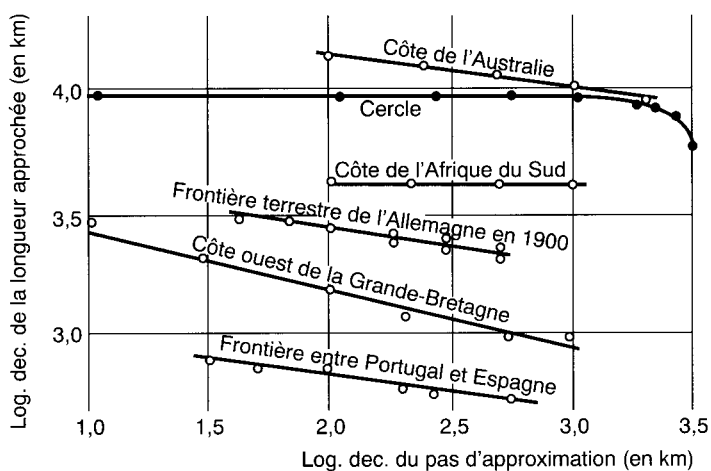 Log. dec. de la longueur approchée (en km)
4,0
3,5
3,0
Côte de l'Australie
Cercle
Côte de l'Afrique du Sud
Frontière terrestre de l'Allemagne en 1900
Côte ouest de la Grande-Bretagne
Frontière entre Portugal et Espagne
1,0 1,5 2,0 2,5 3,0 3,5
Log. dec. du pas d'approximation (en km)